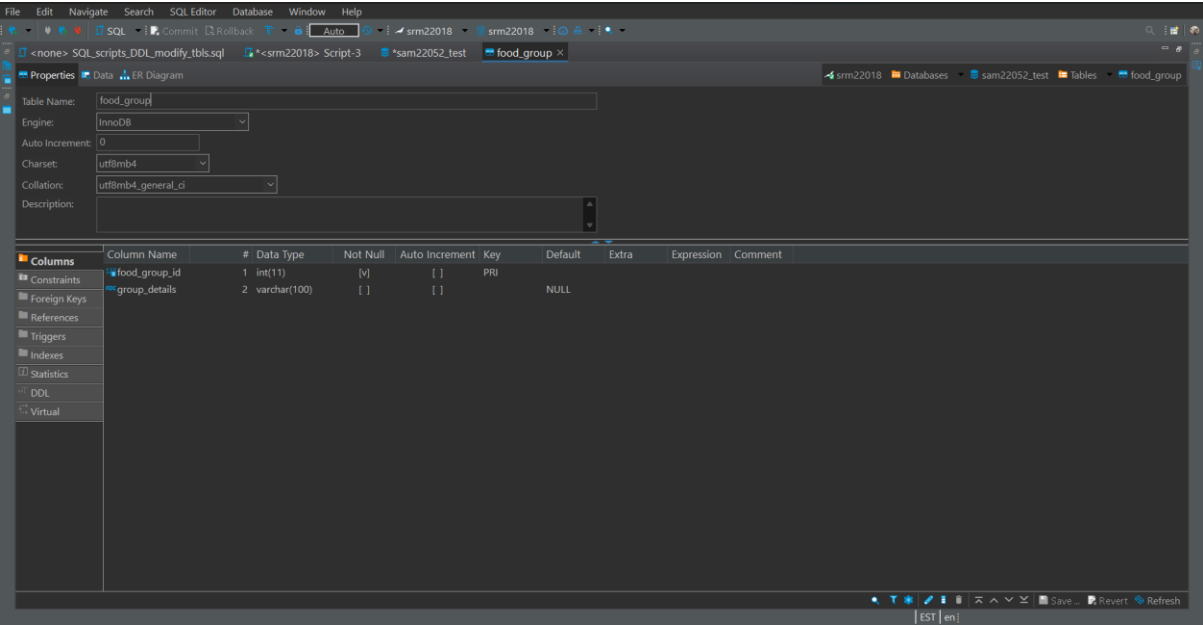 File Edit Navigate Search SQL Editor Database Window Help
SQL Commit Rollback T Auto srm22018 srm22018
<none> SQL_scripts_DDL_modify_tbls.sql *<srm22018> Script-3 *sam22052_test food_group
Properties Data ER Diagram srm22018 Databases sam22052_test Tables food_group
Table Name: food_group
Engine: InnoDB
Auto Increment: 0
Charset: utf8mb4
Collation: utf8mb4_general_ci
Description:
Columns
Constraints
Foreign Keys
References
Triggers
Indexes
Statistics
DDL
Virtual
Column Name # Data Type Not Null Auto Increment Key Default Extra Expression Comment
food_group_id 1 int(11) [v] [ ] PRI
group_details 2 varchar(100) [ ] [ ] NULL
Save ... Revert Refresh
EST en